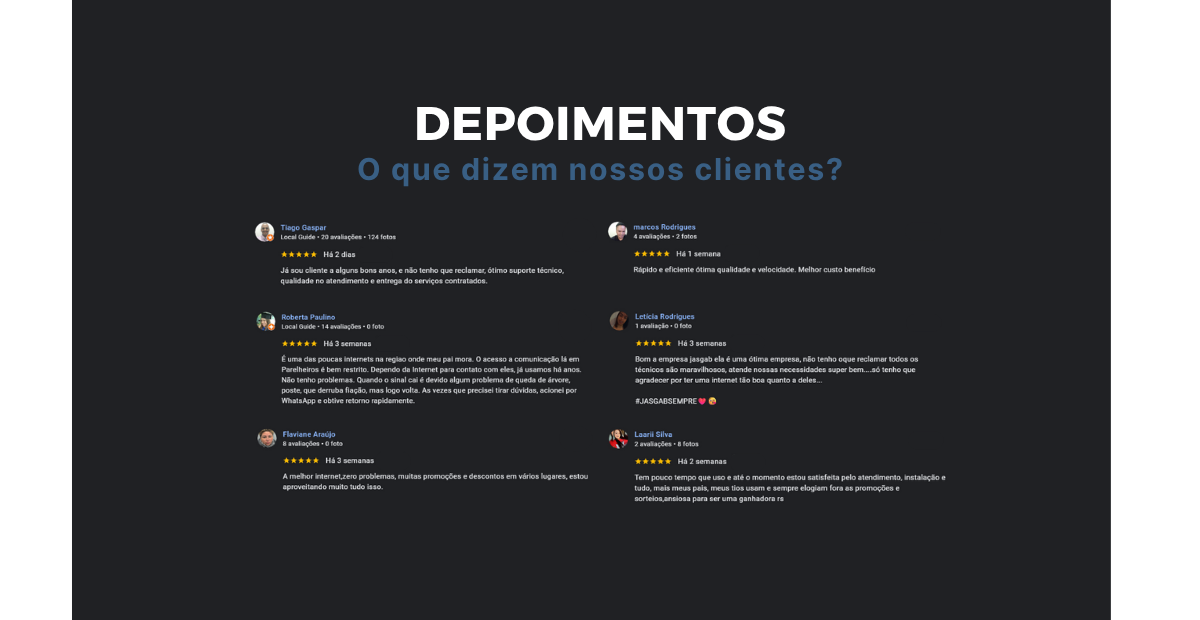 DEPOIMENTOS
O que dizem nossos clientes?
Tiago Gaspar
Local Guide • 20 avaliações • 124 fotos
★★★★★ Há 2 dias
Já sou cliente a alguns bons anos, e não tenho que reclamar, ótimo suporte técnico,
qualidade no atendimento e entrega do serviços contratados.
marcos Rodrigues
4 avaliações • 2 fotos
★★★★★ Há 1 semana
Rápido e eficiente ótima qualidade e velocidade. Melhor custo benefício
Roberta Paulino
Local Guide • 14 avaliações • 0 foto
★★★★★ Há 3 semanas
É uma das poucas internets na regiao onde meu pai mora. O acesso a comunicação lá em
Parelheiros é bem restrito. Dependo da Internet para contato com eles, já usamos há anos.
Não tenho problemas. Quando o sinal cai é devido algum problema de queda de árvore,
poste, que derruba fiação, mas logo volta. As vezes que precisei tirar dúvidas, acionei por
WhatsApp e obtive retorno rapidamente.
Letícia Rodrigues
1 avaliação • 0 foto
★★★★★ Há 3 semanas
Bom a empresa jasgab ela é uma ótima empresa, não tenho oque reclamar todos os
técnicos são maravilhosos, atende nossas necessidades super bem....só tenho que
agradecer por ter uma internet tão boa quanto a deles...
#JASGABSEMPRE❤️😘
Flaviane Araújo
8 avaliações • 0 foto
★★★★★ Há 3 semanas
A melhor internet,zero problemas, muitas promoções e descontos em vários lugares, estou
aproveitando muito tudo isso.
Laarii Silva
2 avaliações • 8 fotos
★★★★★ Há 2 semanas
Tem pouco tempo que uso e até o momento estou satisfeita pelo atendimento, instalação e
tudo, mais meus pais, meus tios usam e sempre elogiam fora as promoções e
sorteios,ansiosa para ser uma ganhadora rs